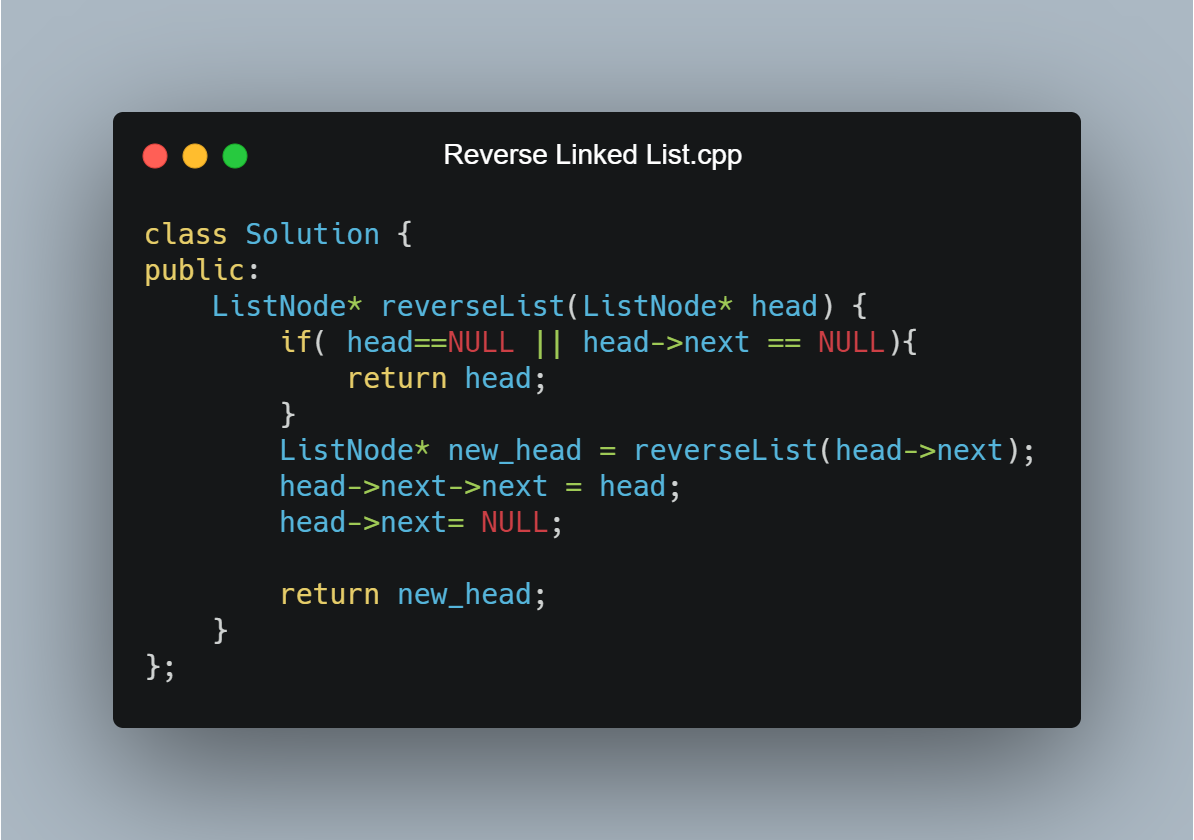 Reverse Linked List.cpp
class Solution {
public:
    ListNode* reverseList(ListNode* head) {
        if( head==NULL || head->next == NULL){
            return head;
        }
        ListNode* new_head = reverseList(head->next);
        head->next->next = head;
        head->next= NULL;

        return new_head;
    }
};